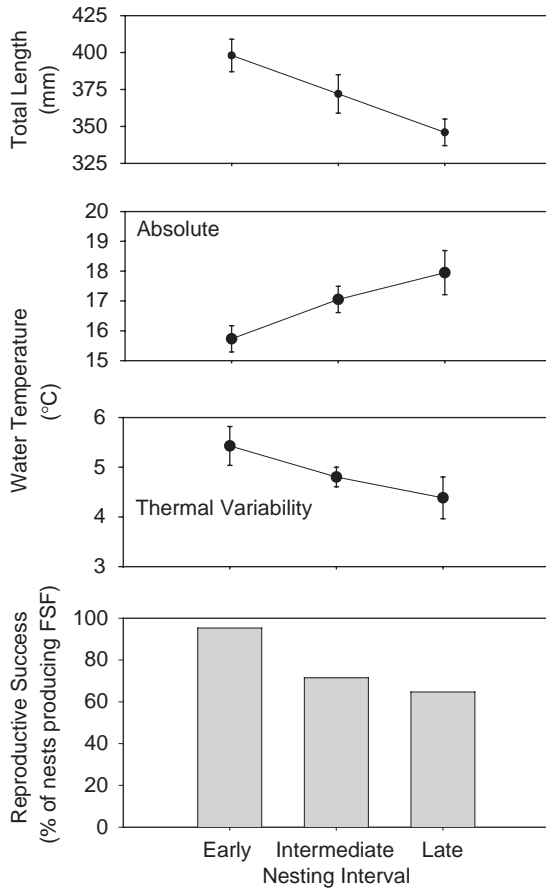 Total Length
(mm)
425
400
375
350
325
Absolute
20
19
18
17
16
15
Water Temperature
(°C)
Thermal Variability
6
5
4
3
Reproductive Success
(% of nests producing FSF)
100
80
60
40
20
0
Early Intermediate Late
Nesting Interval